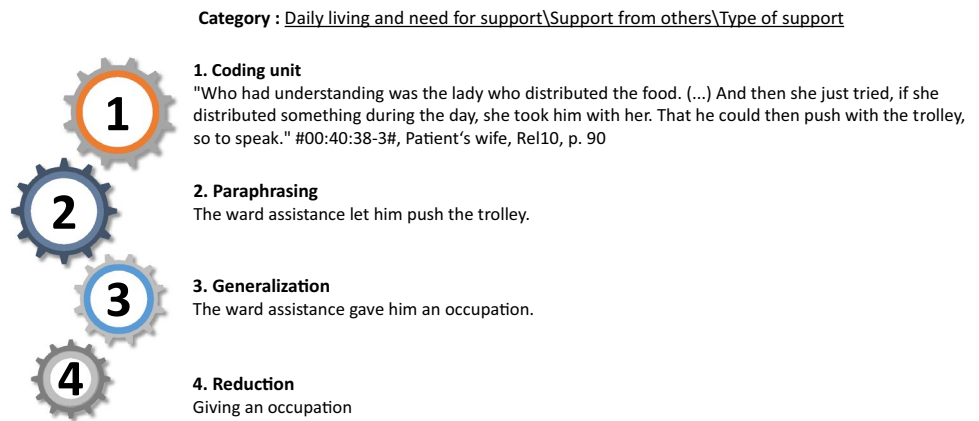 Category : Daily living and need for support\Support from others\Type of support
1
1. Coding unit
"Who had understanding was the lady who distributed the food. (...) And then she just tried, if she
distributed something during the day, she took him with her. That he could then push with the trolley,
so to speak." #00:40:38-3#, Patient‘s wife, Rel10, p. 90
2
2. Paraphrasing
The ward assistance let him push the trolley.
3
3. Generalization
The ward assistance gave him an occupation.
4
4. Reduction
Giving an occupation